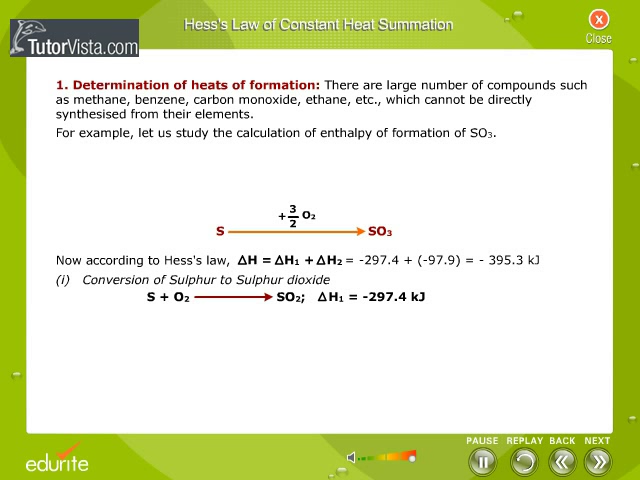 Hess's Law of Constant Heat Summation
X
Close
TutorVista.com
1. Determination of heats of formation: There are large number of compounds such
as methane, benzene, carbon monoxide, ethane, etc., which cannot be directly
synthesised from their elements.
For example, let us study the calculation of enthalpy of formation of SO₃.
+3/2 O₂
S → SO₃
Now according to Hess's law, ΔH = ΔH₁ + ΔH₂ = -297.4 + (-97.9) = - 395.3 kJ
(i) Conversion of Sulphur to Sulphur dioxide
S + O₂ → SO₂; ΔH₁ = -297.4 kJ
PAUSE REPLAY BACK NEXT
edurite